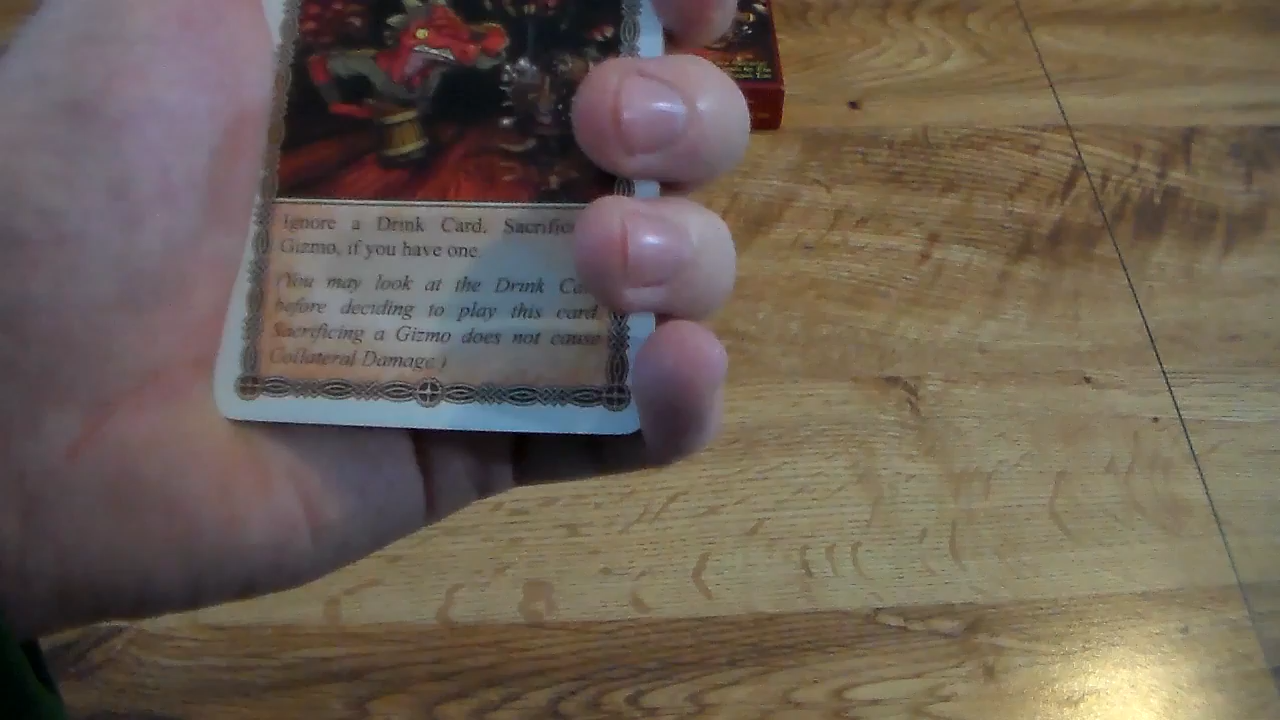 Ignore a Drink Card. Sacrifice
Gizmo, if you have one.
(You may look at the Drink
before deciding to play this card.
Sacrificing a Gizmo does not cause
Collateral Damage.)